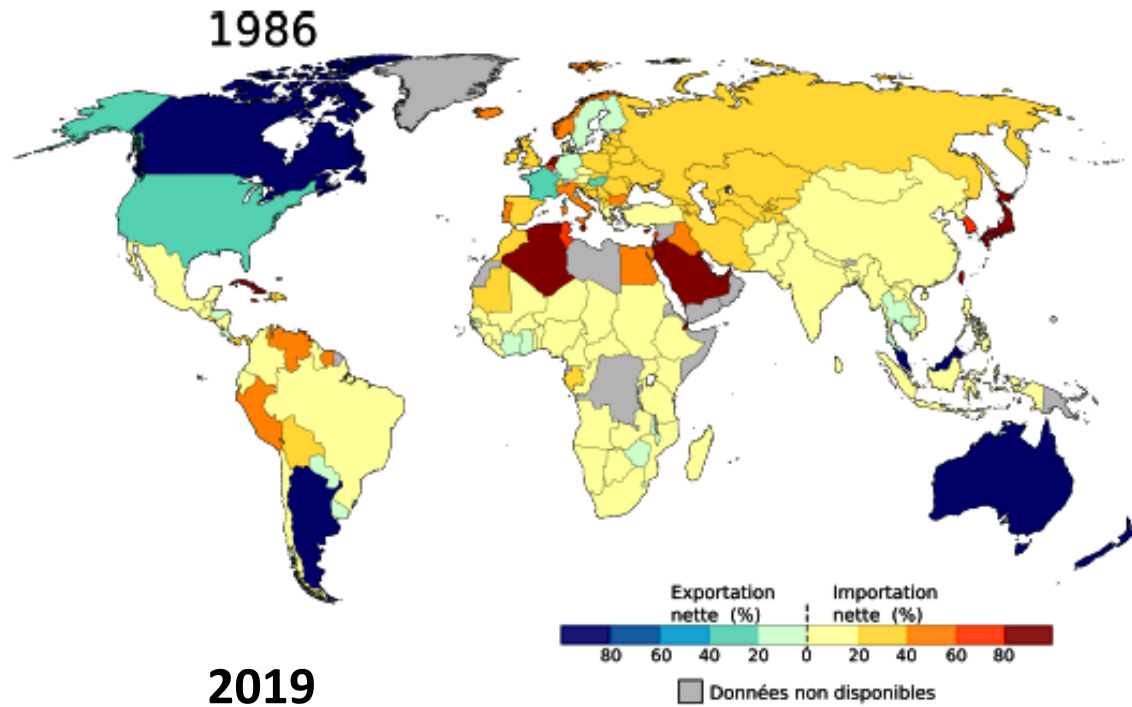 1986
Exportation nette (%)
Importation nette (%)
80 60 40 20 0 20 40 60 80
Données non disponibles
2019